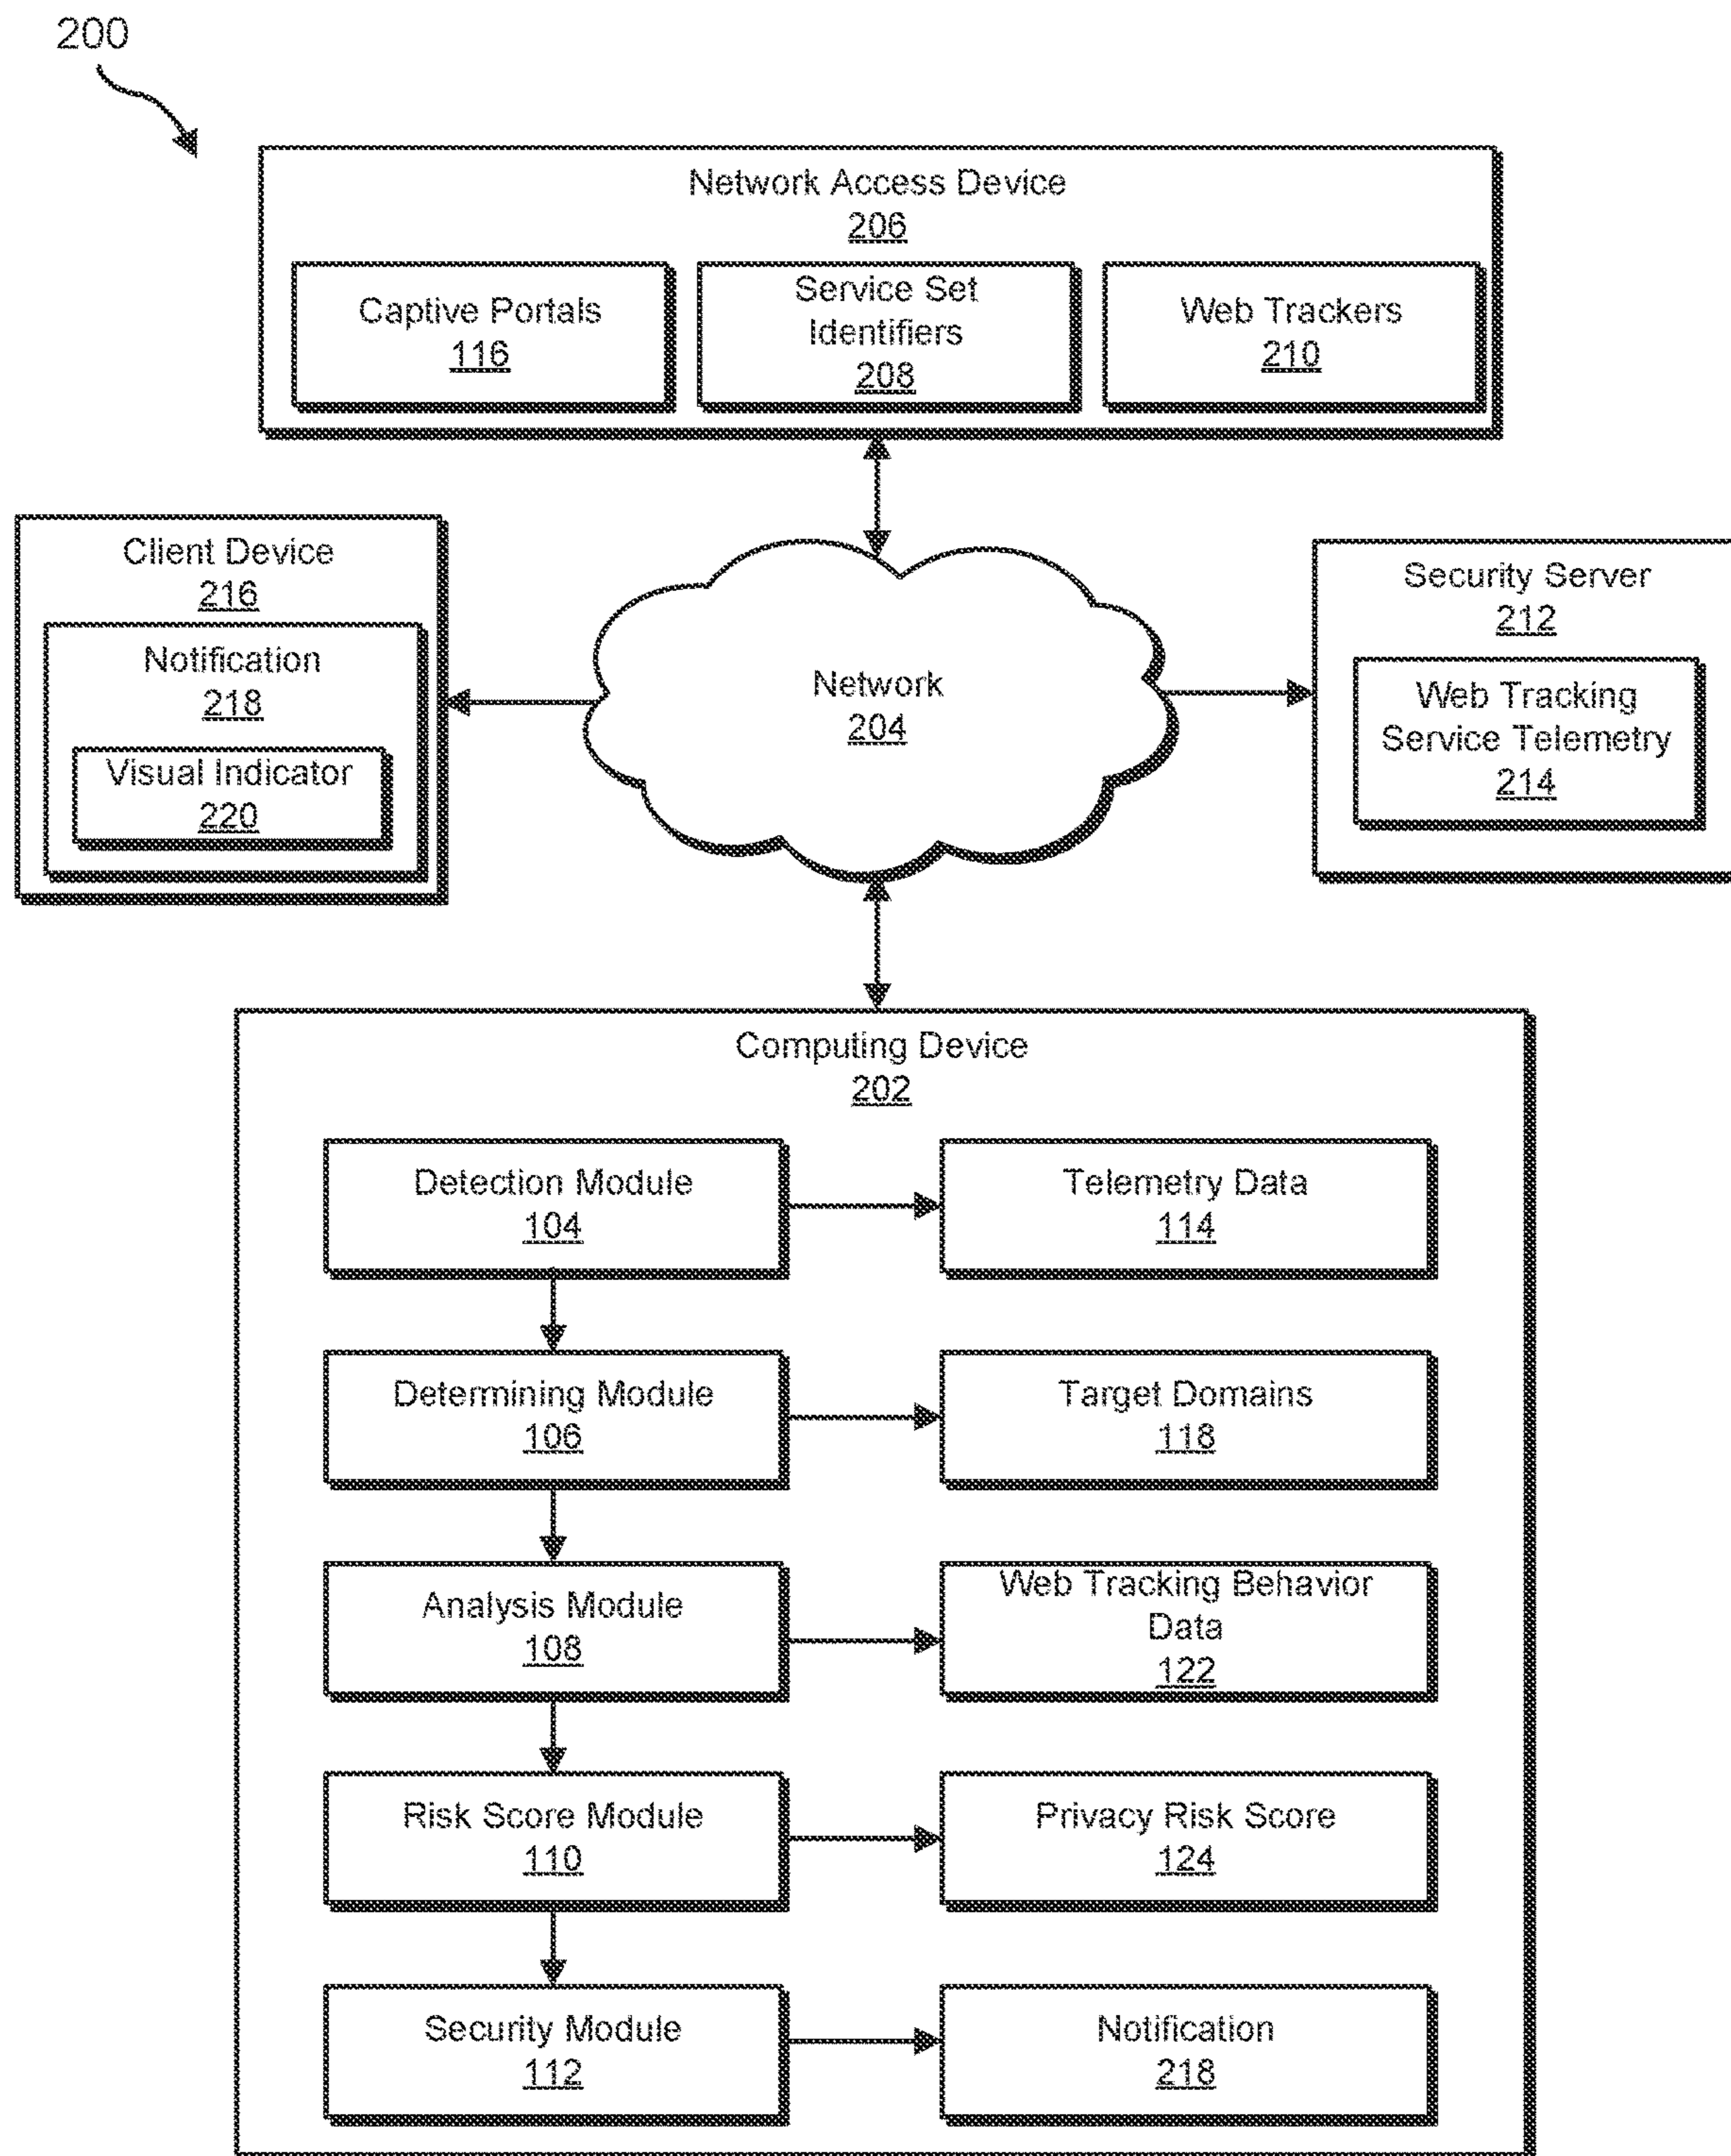 200
Network Access Device
206
Captive Portals
116
Service Set
Identifiers
208
Web Trackers
210
Client Device
216
Notification
218
Visual Indicator
220
Network
204
Security Server
212
Web Tracking
Service Telemetry
214
Computing Device
202
Detection Module
104
Telemetry Data
114
Determining Module
106
Target Domains
118
Analysis Module
108
Web Tracking Behavior
Data
122
Risk Score Module
110
Privacy Risk Score
124
Security Module
112
Notification
218